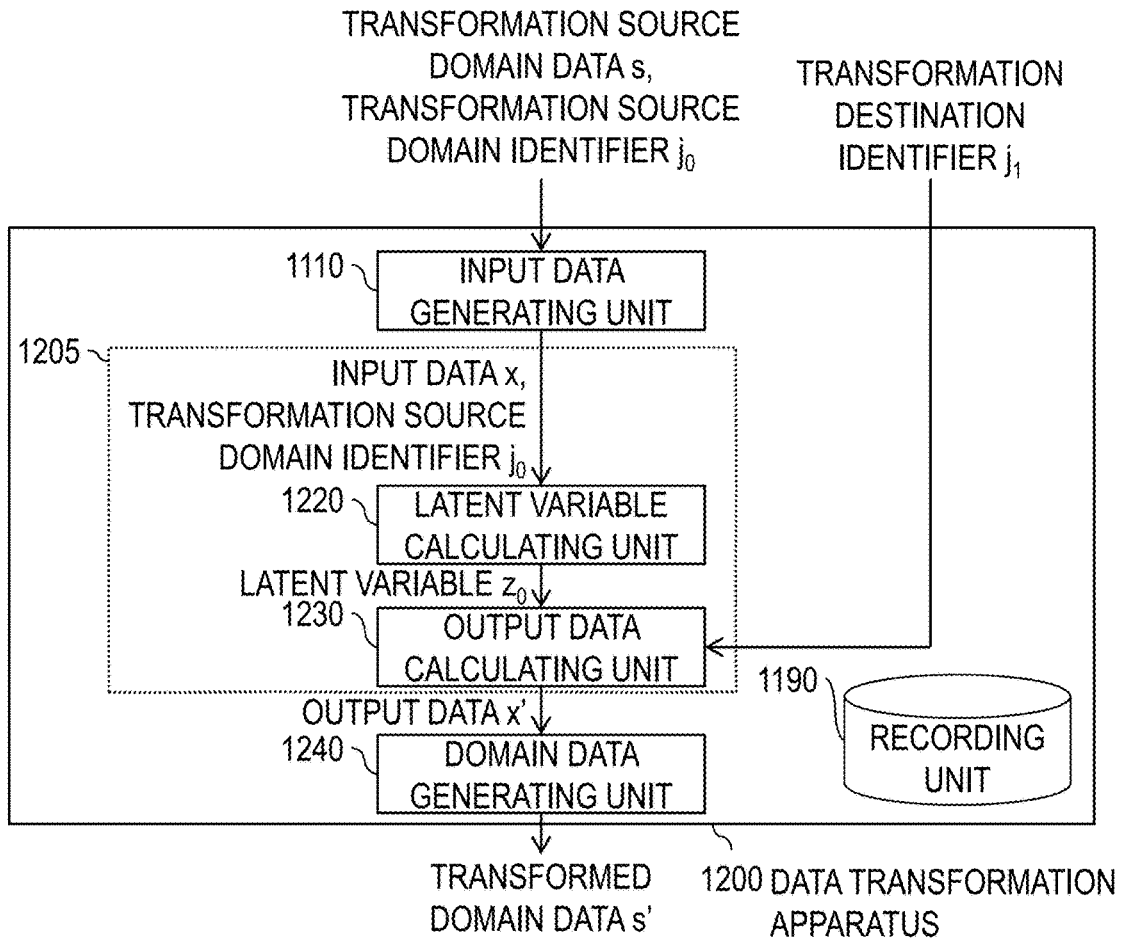 TRANSFORMATION SOURCE
DOMAIN DATA s,
TRANSFORMATION SOURCE
DOMAIN IDENTIFIER j₀
TRANSFORMATION
DESTINATION
IDENTIFIER j₁
1110
INPUT DATA
GENERATING UNIT
1205
INPUT DATA x,
TRANSFORMATION SOURCE
DOMAIN IDENTIFIER j₀
1220
LATENT VARIABLE
CALCULATING UNIT
LATENT VARIABLE z₀
1230
OUTPUT DATA
CALCULATING UNIT
1190
RECORDING
UNIT
OUTPUT DATA x'
1240
DOMAIN DATA
GENERATING UNIT
TRANSFORMED
DOMAIN DATA s'
1200 DATA TRANSFORMATION
APPARATUS